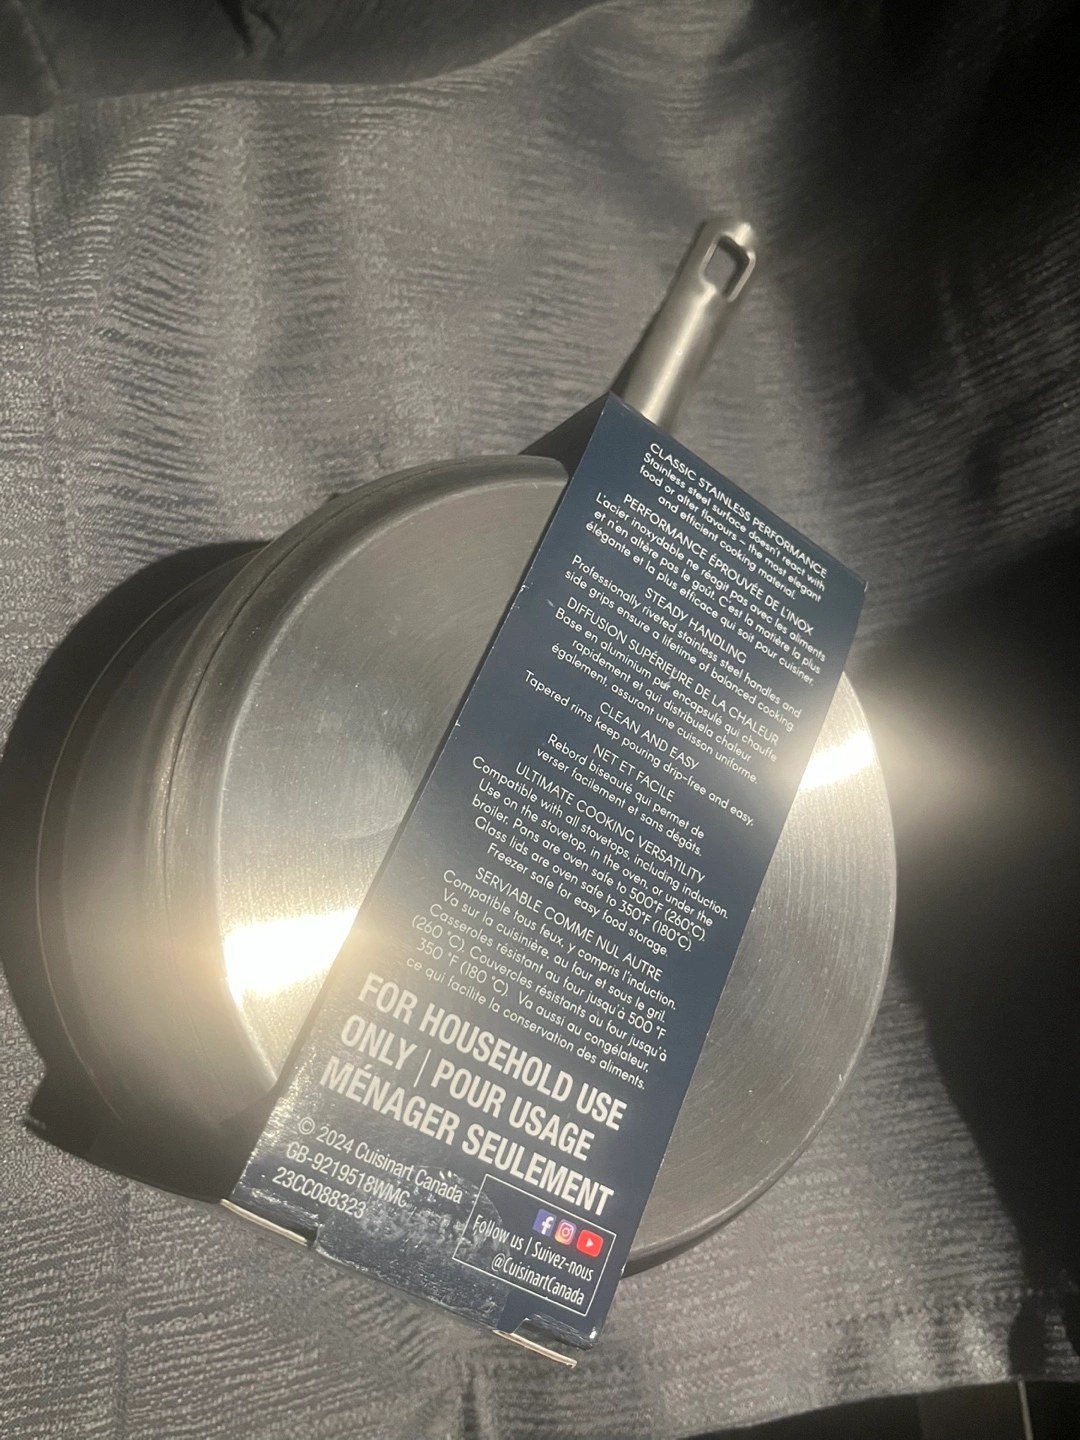 CLASSIC STAINLESS PERFORMANCE
Stainless steel surface doesn't react with
food or alter flavours – the most elegant
and efficient cooking material.
PERFORMANCE ÉPROUVÉE DE L'INOX
L'acier inoxydable ne réagit pas avec les aliments
et n'en altère pas le goût. C'est la matière la plus
élégante et la plus efficace qui soit pour cuisiner.
STEADY HANDLING
Professionally riveted stainless steel handles and
side grips ensure a lifetime of balanced cooking.
DIFFUSION SUPÉRIEURE DE LA CHALEUR
Base en aluminium pur encapsulé qui chauffe
rapidement et qui distribuela chaleur
également, assurant une cuisson uniforme.
CLEAN AND EASY
Tapered rims keep pouring drip-free and easy.
NET ET FACILE
Rebord biseauté qui permet de
verser facilement et sans dégâts.
ULTIMATE COOKING VERSATILITY
Compatible with all stovetops, including induction.
Use on the stovetop, in the oven, or under the
broiler. Pans are oven safe to 500°F (260°C).
Glass lids are oven safe to 350°F (180°C).
Freezer safe for easy food storage.
SERVIABLE COMME NUL AUTRE
Compatible tous feux, y compris l'induction.
Va sur la cuisinière, au four et sous le gril.
Casseroles résistant au four jusqu'à 500 °F
(260 °C). Couvercles résistants au four jusqu'à
350 °F (180 °C). Va aussi au congélateur,
ce qui facilite la conservation des aliments.
FOR HOUSEHOLD USE
ONLY | POUR USAGE
MÉNAGER SEULEMENT
© 2024 Cuisinart Canada
GB-9219518WMC
23CC088323
Follow us | Suivez-nous
@CuisinartCanada